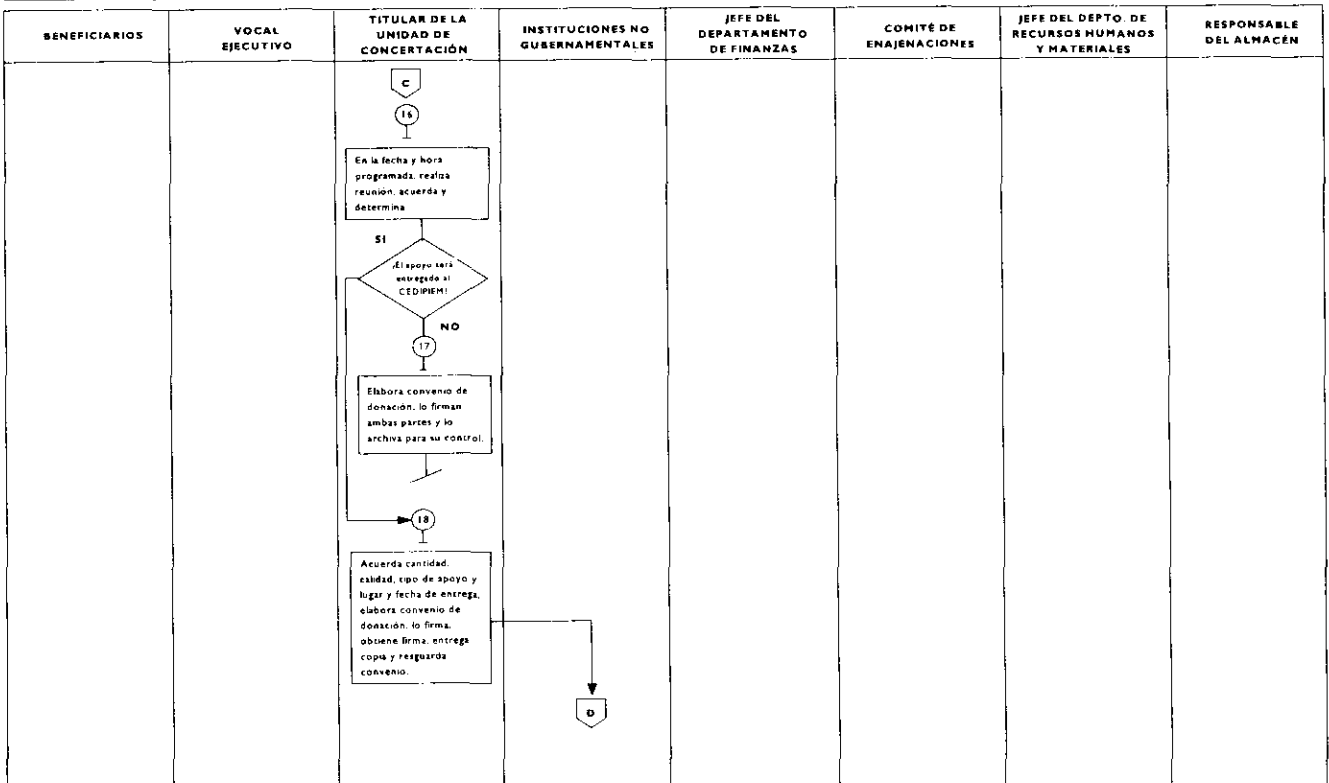 BENEFICIARIOS
VOCAL
EJECUTIVO
TITULAR DE LA
UNIDAD DE
CONCERTACIÓN
INSTITUCIONES NO
GUBERNAMENTALES
JEFE DEL
DEPARTAMENTO
DE FINANZAS
COMITÉ DE
ENAJENACIONES
JEFE DEL DEPTO. DE
RECURSOS HUMANOS
Y MATERIALES
RESPONSABLE
DEL ALMACÉN
C
16
En la fecha y hora
programada, realiza
reunión, acuerda y
determina
SI
¿El apoyo será
entregado al
CEDIPIEM?
NO
17
Elabora convenio de
donación, lo firman
ambas partes y lo
archiva para su control.
18
Acuerda cantidad,
calidad, tipo de apoyo y
lugar y fecha de entrega,
elabora convenio de
donación, lo firma,
obtiene firma, entrega
copia y resguarda
convenio.
D